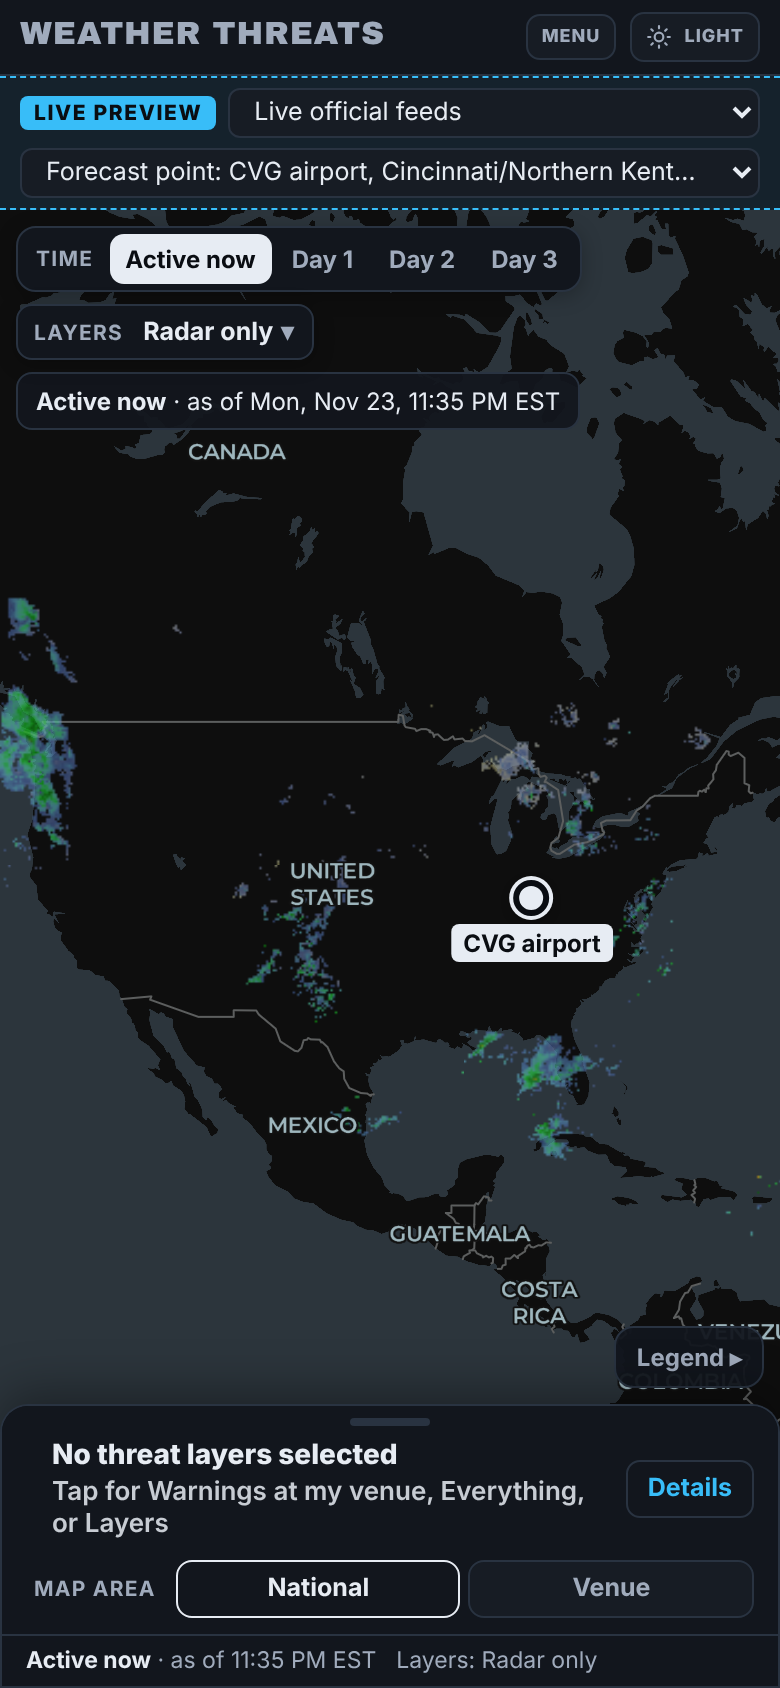 WEATHER THREATS
MENU
LIGHT
LIVE PREVIEW
Live official feeds
Forecast point: CVG airport, Cincinnati/Northern Kent...
TIME
Active now
Day 1
Day 2
Day 3
LAYERS Radar only ▾
Active now · as of Mon, Nov 23, 11:35 PM EST
CANADA
UNITED
STATES
CVG airport
MEXICO
GUATEMALA
COSTA
RICA
VENEZU
Legend ▸
COLOMBIA
No threat layers selected
Tap for Warnings at my venue, Everything,
or Layers
Details
MAP AREA
National
Venue
Active now · as of 11:35 PM EST Layers: Radar only